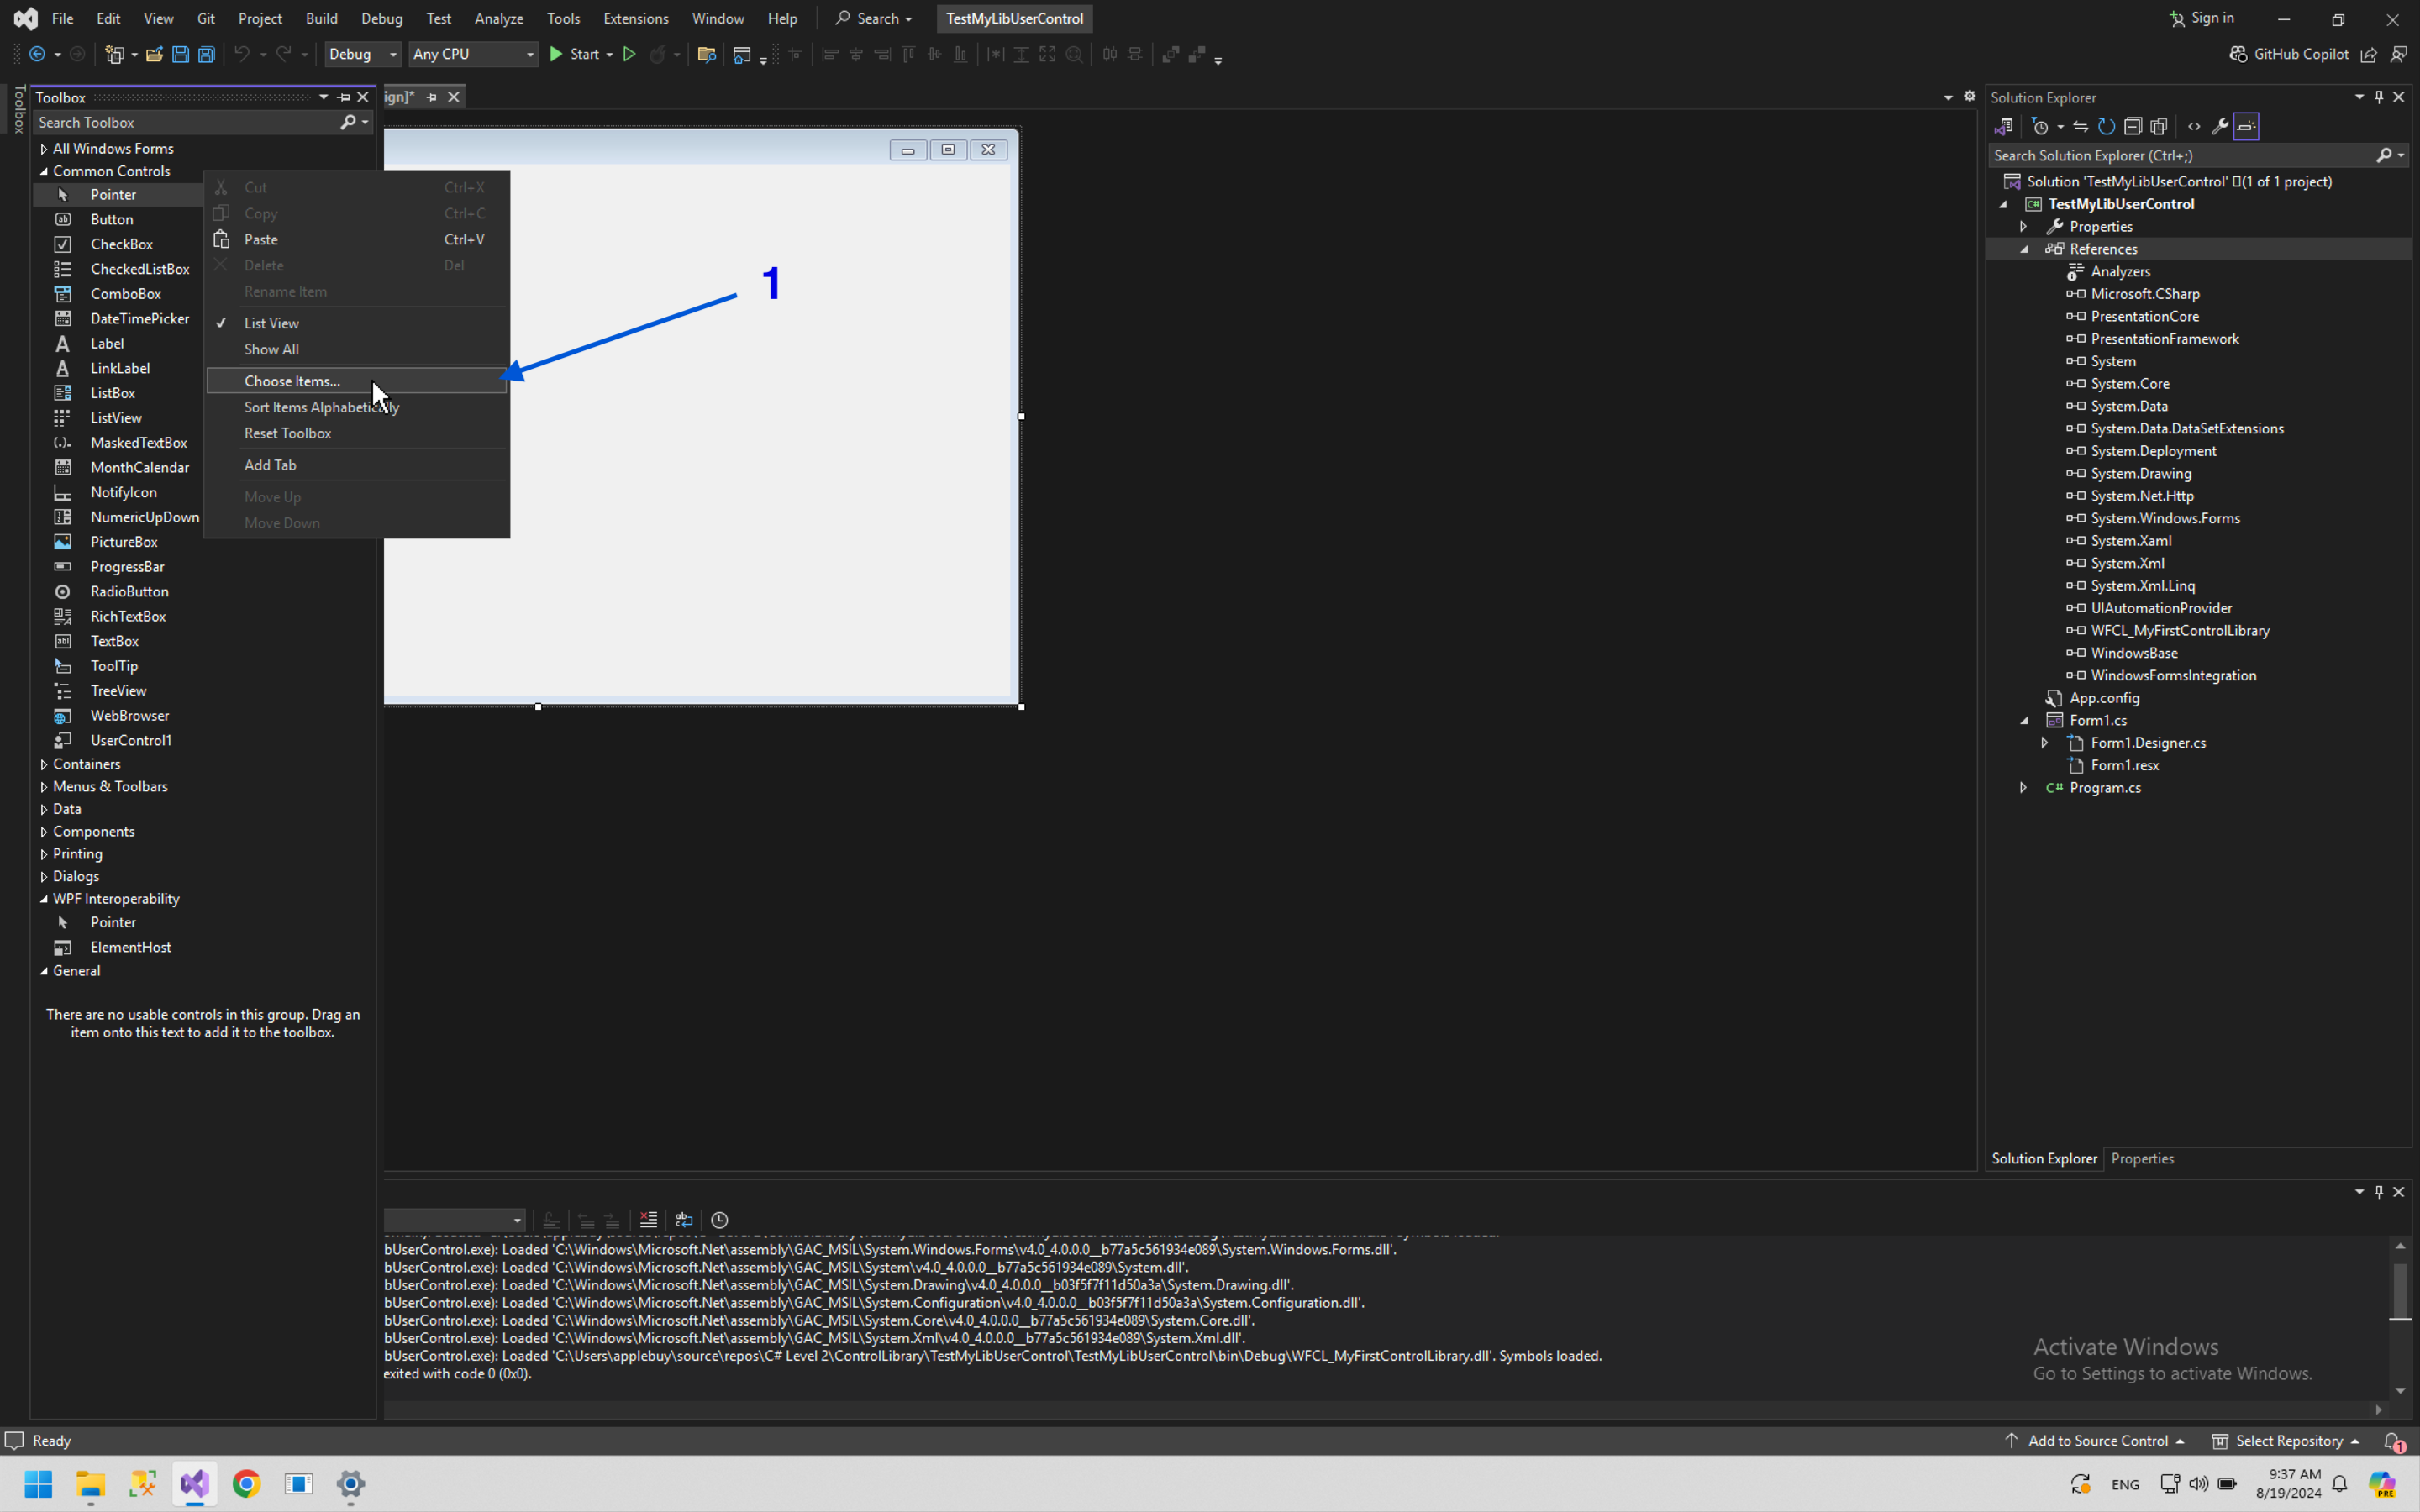 File Edit View Git Project Build Debug Test Analyze Tools Extensions Window Help Search TestMyLibUserControl Sign in
Debug Any CPU Start GitHub Copilot
Toolbox
Toolbox
ign]*
Search Toolbox
All Windows Forms
Common Controls
Pointer
Button
CheckBox
CheckedListBox
ComboBox
DateTimePicker
Label
LinkLabel
ListBox
ListView
MaskedTextBox
MonthCalendar
NotifyIcon
NumericUpDown
PictureBox
ProgressBar
RadioButton
RichTextBox
TextBox
ToolTip
TreeView
WebBrowser
UserControl1
Containers
Menus & Toolbars
Data
Components
Printing
Dialogs
WPF Interoperability
Pointer
ElementHost
General
There are no usable controls in this group. Drag an
item onto this text to add it to the toolbox.
Cut Ctrl+X
Copy Ctrl+C
Paste Ctrl+V
Delete Del
Rename Item
List View
Show All
Choose Items...
Sort Items Alphabetically
Reset Toolbox
Add Tab
Move Up
Move Down
1
Solution Explorer
Search Solution Explorer (Ctrl+;)
Solution 'TestMyLibUserControl' (1 of 1 project)
TestMyLibUserControl
Properties
References
Analyzers
Microsoft.CSharp
PresentationCore
PresentationFramework
System
System.Core
System.Data
System.Data.DataSetExtensions
System.Deployment
System.Drawing
System.Net.Http
System.Windows.Forms
System.Xaml
System.Xml
System.Xml.Linq
UIAutomationProvider
WFCL_MyFirstControlLibrary
WindowsBase
WindowsFormsIntegration
App.config
Form1.cs
Form1.Designer.cs
Form1.resx
C# Program.cs
Solution Explorer Properties
bUserControl.exe): Loaded 'C:\Windows\Microsoft.Net\assembly\GAC_MSIL\System.Windows.Forms\v4.0_4.0.0.0__b77a5c561934e089\System.Windows.Forms.dll'.
bUserControl.exe): Loaded 'C:\Windows\Microsoft.Net\assembly\GAC_MSIL\System\v4.0_4.0.0.0__b77a5c561934e089\System.dll'.
bUserControl.exe): Loaded 'C:\Windows\Microsoft.Net\assembly\GAC_MSIL\System.Drawing\v4.0_4.0.0.0__b03f5f7f11d50a3a\System.Drawing.dll'.
bUserControl.exe): Loaded 'C:\Windows\Microsoft.Net\assembly\GAC_MSIL\System.Configuration\v4.0_4.0.0.0__b03f5f7f11d50a3a\System.Configuration.dll'.
bUserControl.exe): Loaded 'C:\Windows\Microsoft.Net\assembly\GAC_MSIL\System.Core\v4.0_4.0.0.0__b77a5c561934e089\System.Core.dll'.
bUserControl.exe): Loaded 'C:\Windows\Microsoft.Net\assembly\GAC_MSIL\System.Xml\v4.0_4.0.0.0__b77a5c561934e089\System.Xml.dll'.
bUserControl.exe): Loaded 'C:\Users\applebuy\source\repos\C# Level 2\ControlLibrary\TestMyLibUserControl\TestMyLibUserControl\bin\Debug\WFCL_MyFirstControlLibrary.dll'. Symbols loaded.
exited with code 0 (0x0).
Activate Windows
Go to Settings to activate Windows.
Ready Add to Source Control Select Repository 1
ENG 9:37 AM
8/19/2024
PRE